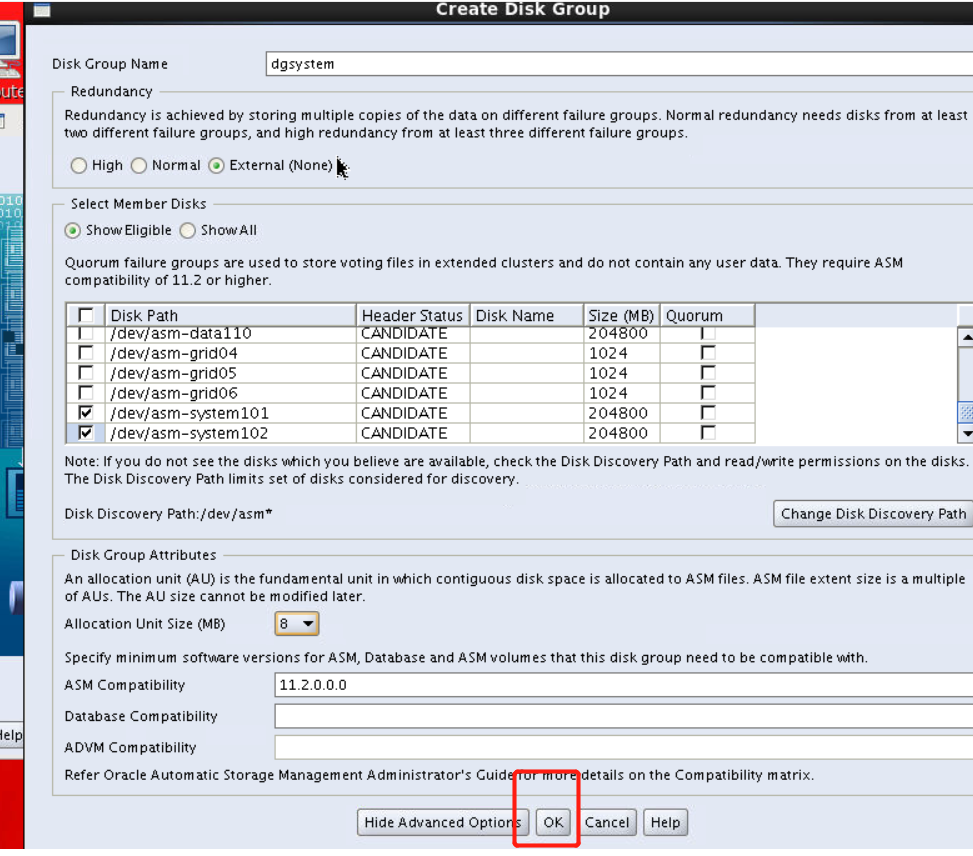 Create Disk Group
Disk Group Name dgsystem
Redundancy
Redundancy is achieved by storing multiple copies of the data on different failure groups. Normal redundancy needs disks from at least
two different failure groups, and high redundancy from at least three different failure groups.
High Normal External (None)
Select Member Disks
Show Eligible Show All
Quorum failure groups are used to store voting files in extended clusters and do not contain any user data. They require ASM
compatibility of 11.2 or higher.
Disk Path Header Status Disk Name Size (MB) Quorum
/dev/asm-data110 CANDIDATE 204800
/dev/asm-grid04 CANDIDATE 1024
/dev/asm-grid05 CANDIDATE 1024
/dev/asm-grid06 CANDIDATE 1024
/dev/asm-system101 CANDIDATE 204800
/dev/asm-system102 CANDIDATE 204800
Note: If you do not see the disks which you believe are available, check the Disk Discovery Path and read/write permissions on the disks.
The Disk Discovery Path limits set of disks considered for discovery.
Disk Discovery Path:/dev/asm* Change Disk Discovery Path
Disk Group Attributes
An allocation unit (AU) is the fundamental unit in which contiguous disk space is allocated to ASM files. ASM file extent size is a multiple
of AUs. The AU size cannot be modified later.
Allocation Unit Size (MB) 8
Specify minimum software versions for ASM, Database and ASM volumes that this disk group need to be compatible with.
ASM Compatibility 11.2.0.0.0
Database Compatibility
Help
ADVM Compatibility
Refer Oracle Automatic Storage Management Administrator's Guide for more details on the Compatibility matrix.
Hide Advanced Options OK Cancel Help